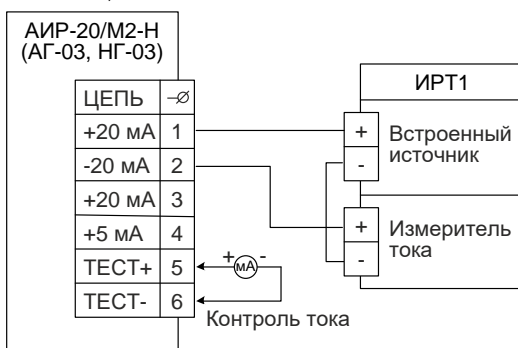 АИР-20/М2-Н
(АГ-03, НГ-03)
ЦЕПЬ
+20 мА 1
-20 мА 2
+20 мА 3
+5 мА 4
ТЕСТ+ 5
ТЕСТ- 6
+ мА -
Контроль тока
ИРТ1
+ Встроенный
- источник
+ Измеритель
- тока